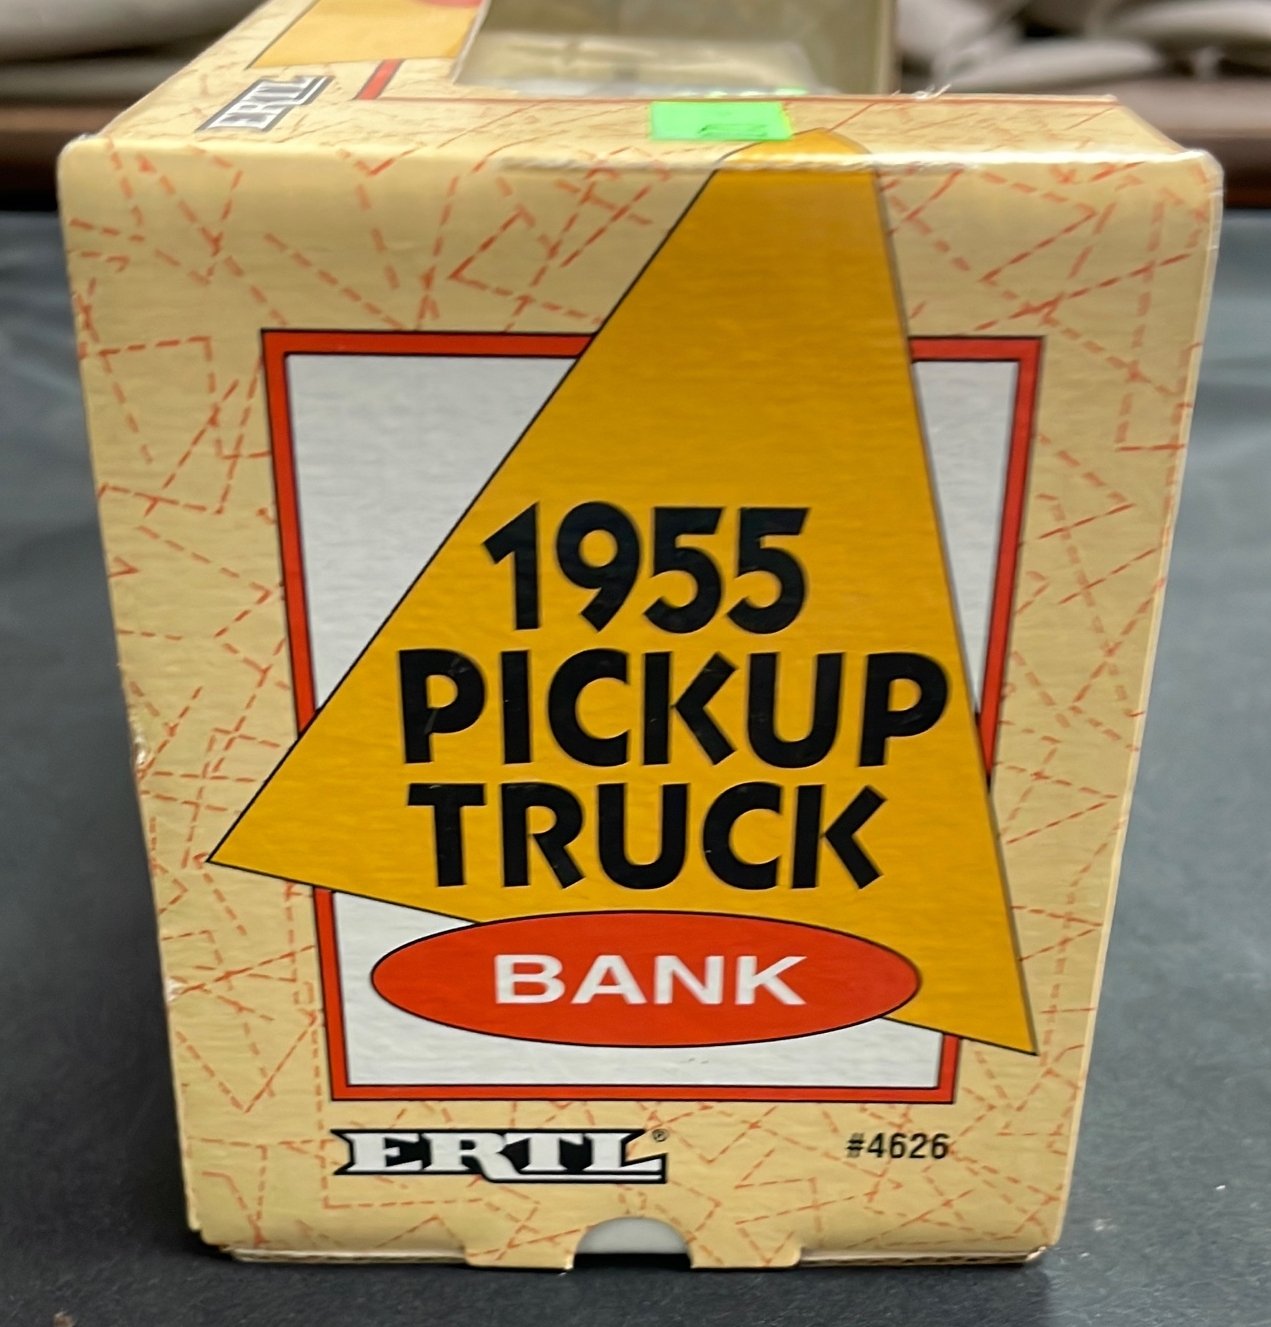 ERTL
1955
PICKUP
TRUCK
BANK
ERTL®
#4626